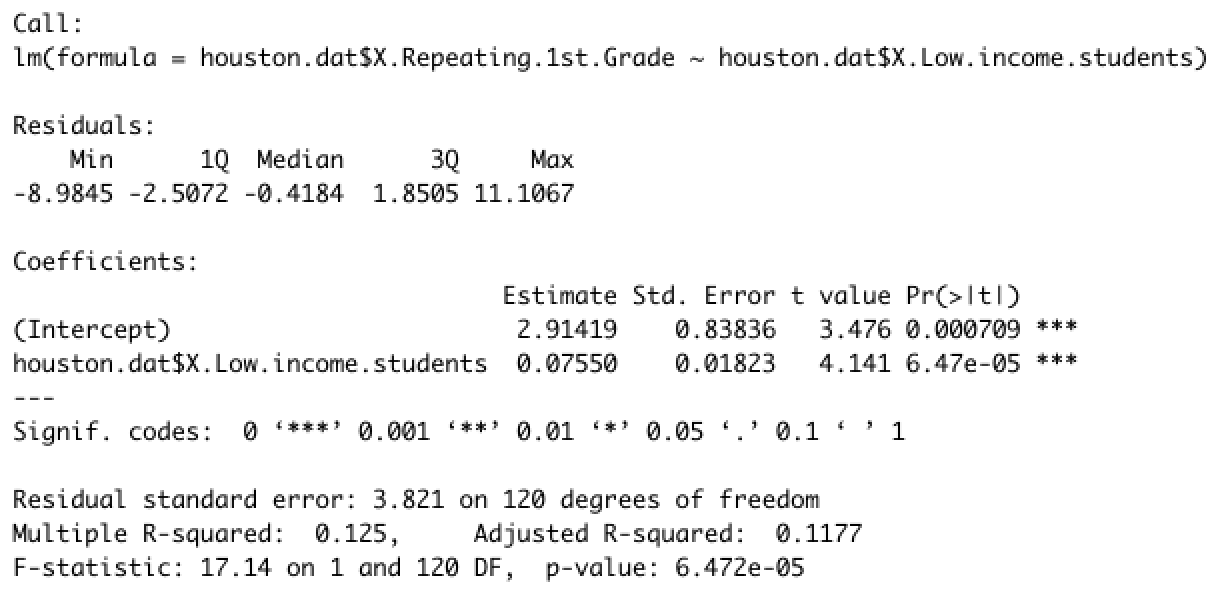 Call:
lm(formula = houston.dat$X.Repeating.1st.Grade ~ houston.dat$X.Low.income.students)
Residuals:
    Min      1Q  Median      3Q     Max
-8.9845 -2.5072 -0.4184  1.8505 11.1067
Coefficients:
                                  Estimate Std. Error t value Pr(>|t|)
(Intercept)                        2.91419    0.83836   3.476 0.000709 ***
houston.dat$X.Low.income.students  0.07550    0.01823   4.141 6.47e-05 ***
---
Signif. codes:  0 ‘***’ 0.001 ‘**’ 0.01 ‘*’ 0.05 ‘.’ 0.1 ‘ ’ 1
Residual standard error: 3.821 on 120 degrees of freedom
Multiple R-squared:  0.125,     Adjusted R-squared:  0.1177
F-statistic: 17.14 on 1 and 120 DF,  p-value: 6.472e-05